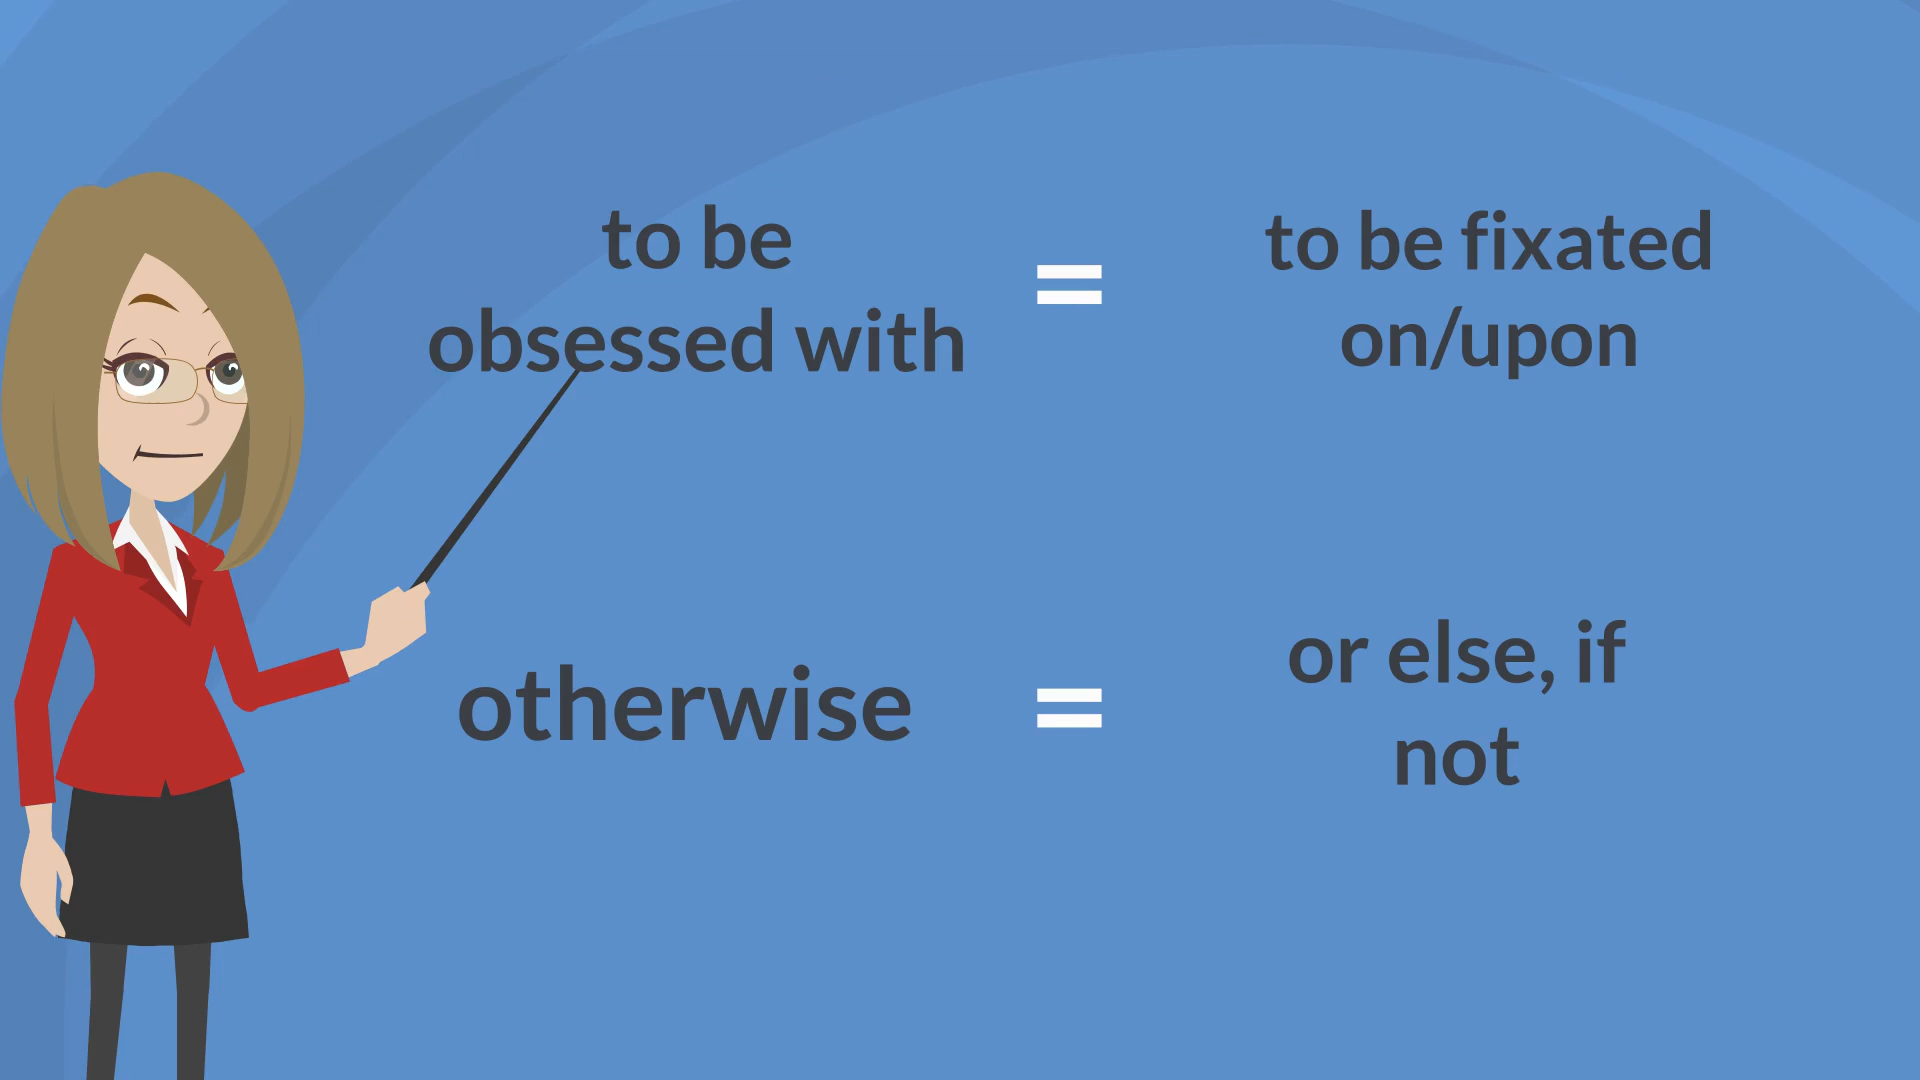 to be
obsessed with
=
to be fixated
on/upon
otherwise
=
or else, if
not